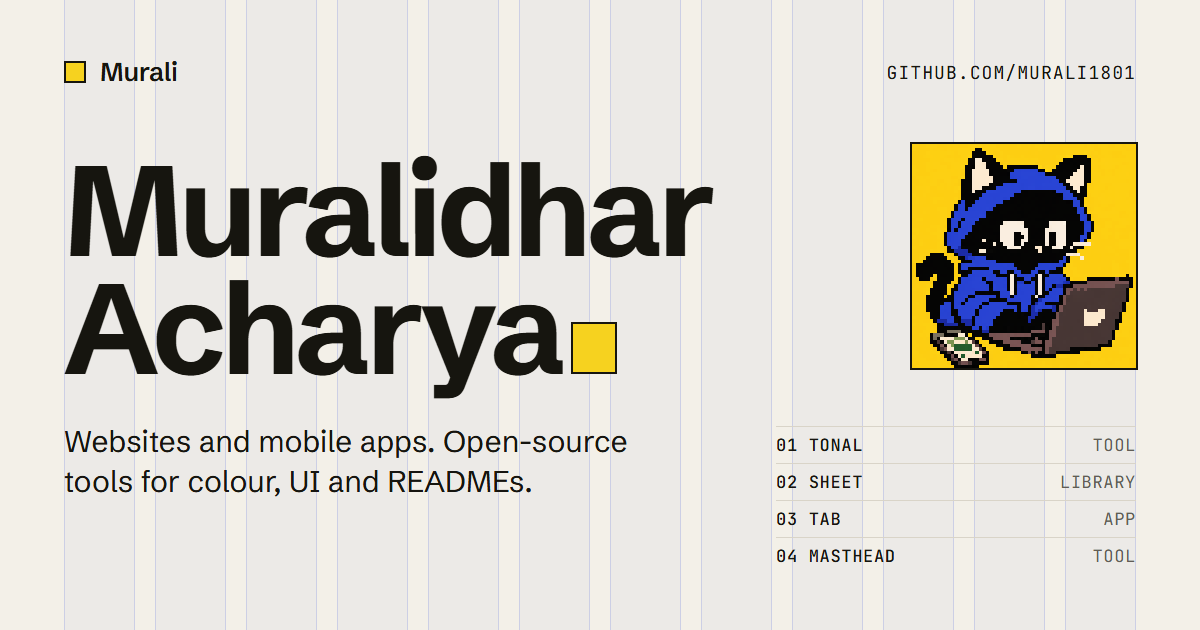 Murali
GITHUB.COM/MURALI1801
Muralidhar
Acharya
Websites and mobile apps. Open-source
tools for colour, UI and READMEs.
01 TONAL TOOL
02 SHEET LIBRARY
03 TAB APP
04 MASTHEAD TOOL